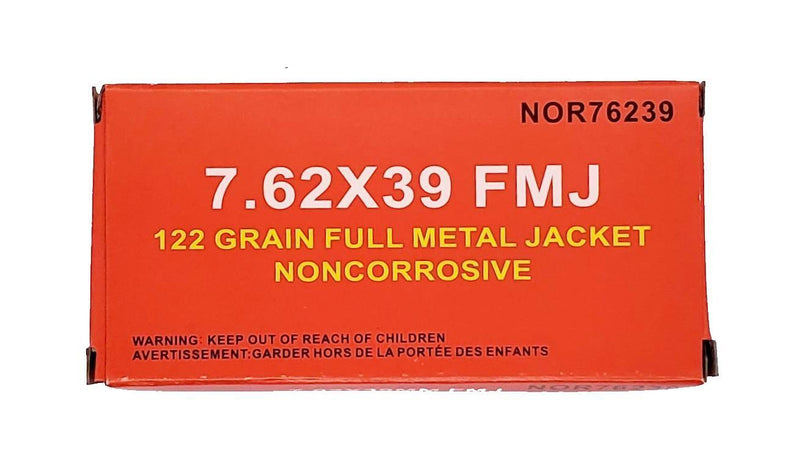 NOR76239
7.62X39 FMJ
122 GRAIN FULL METAL JACKET
NONCORROSIVE
WARNING: KEEP OUT OF REACH OF CHILDREN
AVERTISSEMENT:GARDER HORS DE LA PORTÉE DES ENFANTS
NOR76239